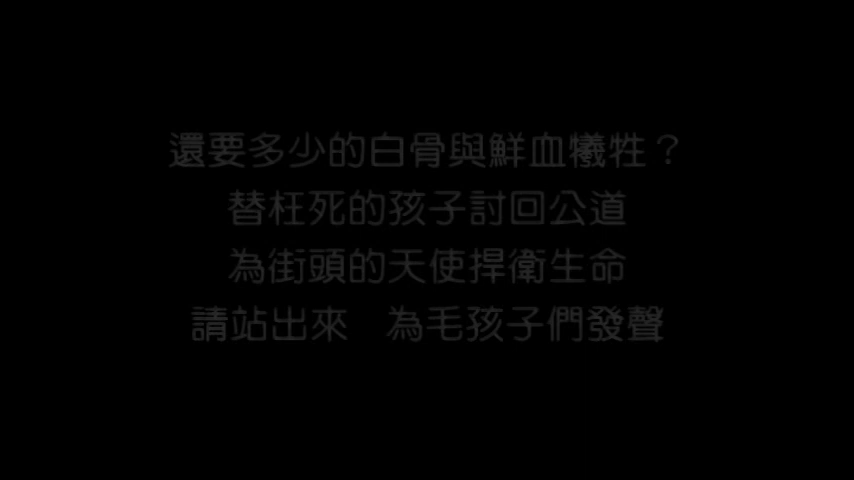 還要多少的白骨與鮮血犧牲？
替枉死的孩子討回公道
為街頭的天使捍衛生命
請站出來　為毛孩子們發聲